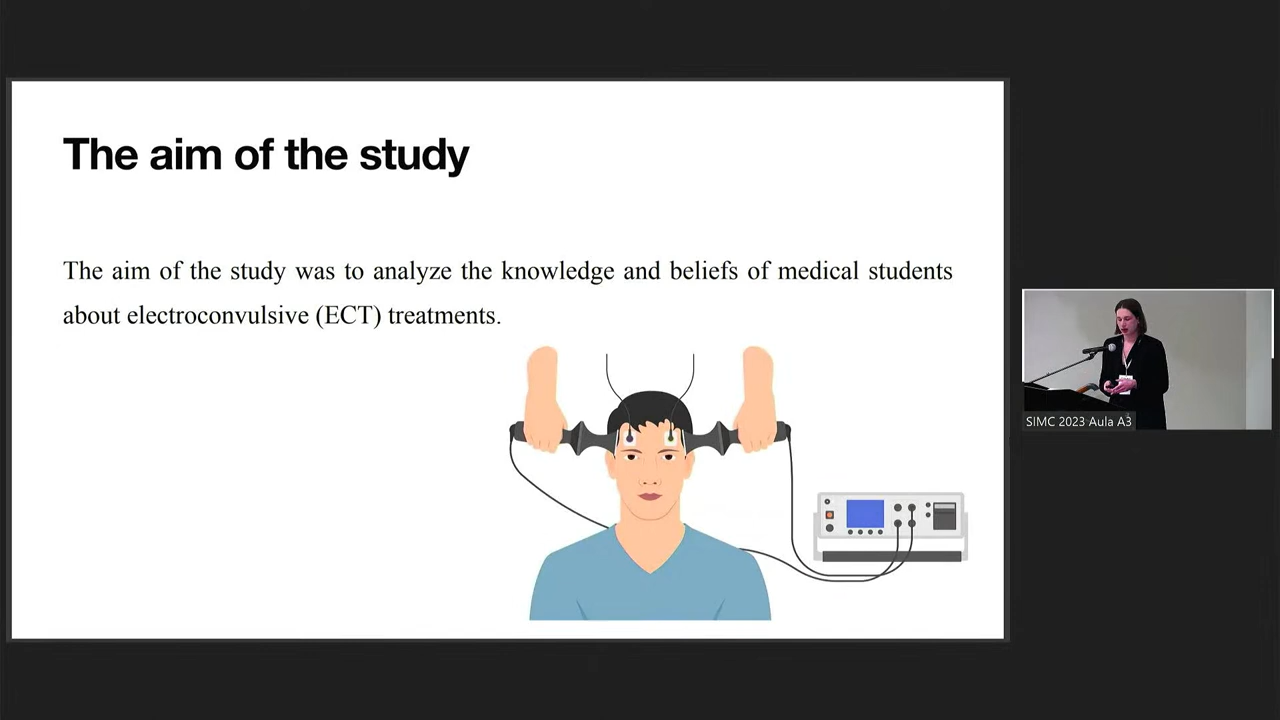 The aim of the study
The aim of the study was to analyze the knowledge and beliefs of medical students
about electroconvulsive (ECT) treatments.
SIMC 2023 Aula A3